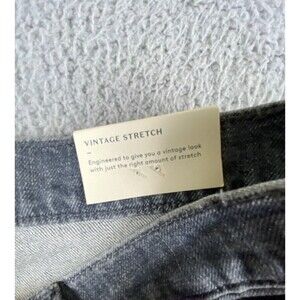 VINTAGE STRETCH
–
Engineered to give you a vintage look
with just the right amount of stretch